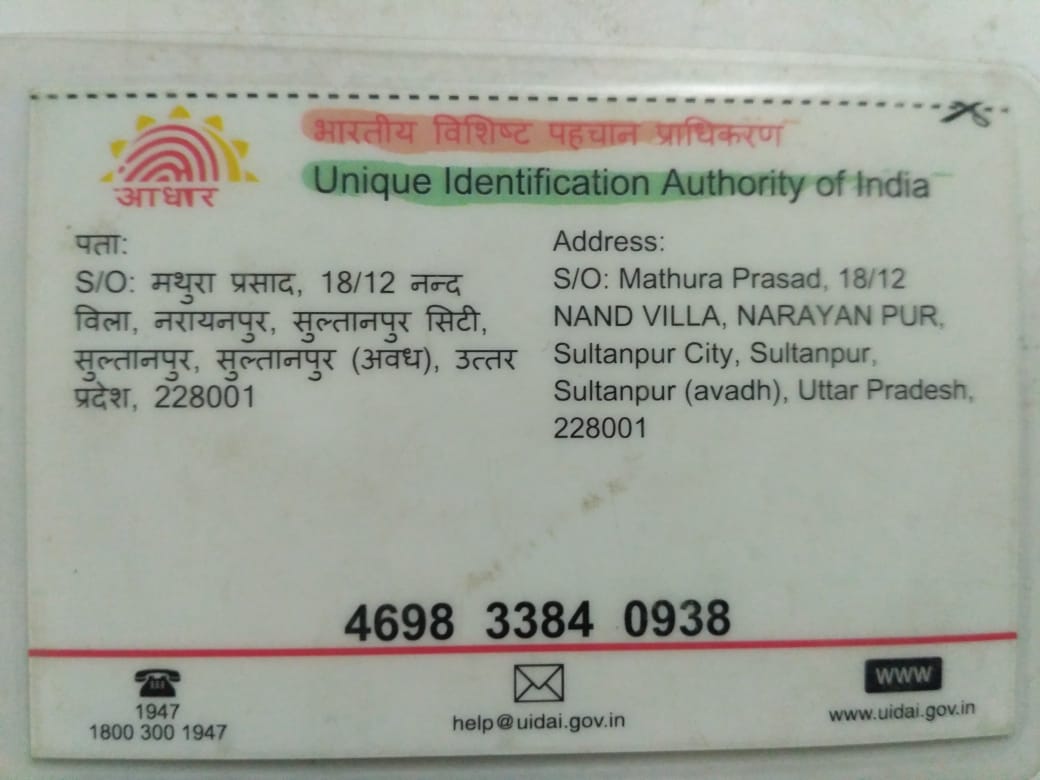 भारतीय विशिष्ट पहचान प्राधिकरण
Unique Identification Authority of India
आधार
पता:
S/O: मथुरा प्रसाद, 18/12 नन्द
विला, नरायनपुर, सुल्तानपुर सिटी,
सुल्तानपुर, सुल्तानपुर (अवध), उत्तर
प्रदेश, 228001
Address:
S/O: Mathura Prasad, 18/12
NAND VILLA, NARAYAN PUR,
Sultanpur City, Sultanpur,
Sultanpur (avadh), Uttar Pradesh,
228001
4698 3384 0938
1947
1800 300 1947
help@uidai.gov.in
WWW
www.uidai.gov.in